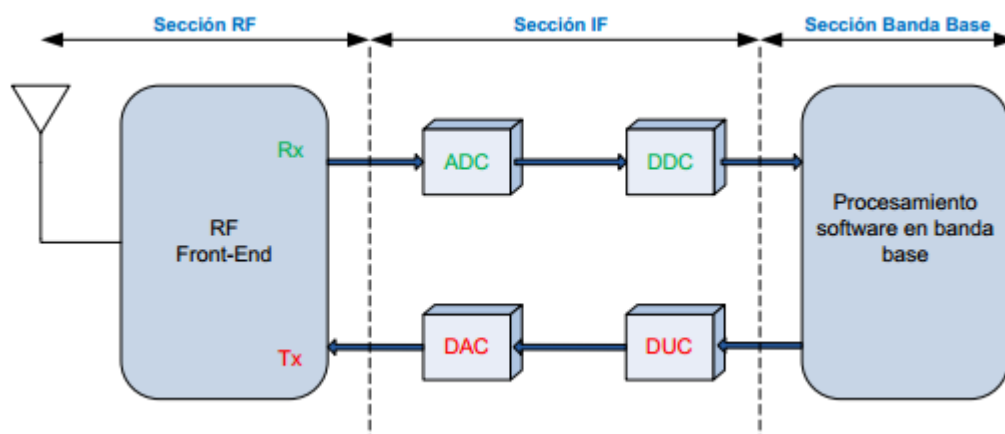 Sección RF
Sección IF
Sección Banda Base
Rx
ADC
DDC
RF
Front-End
Procesamiento
software en banda
base
Tx
DAC
DUC